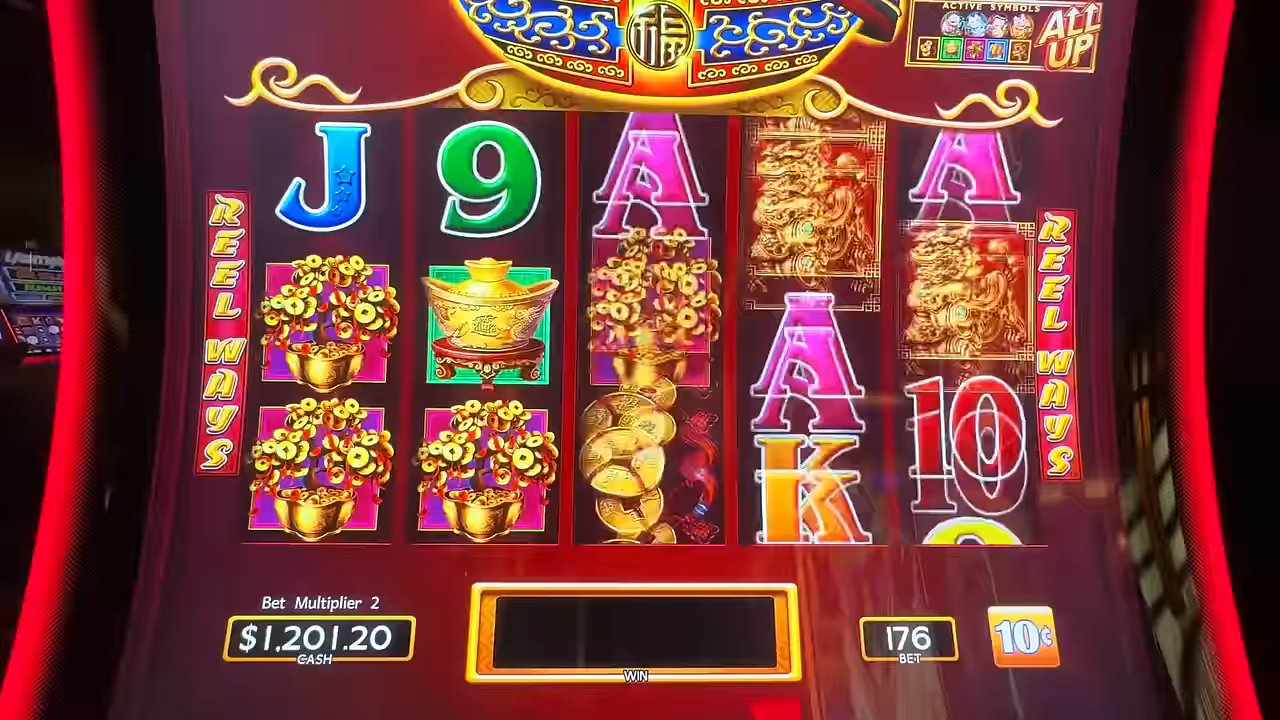 福
ACTIVE SYMBOLS
ALL
UP
J
9
A
A
REEL WAYS
REEL WAYS
A
K
10
Bet Multiplier 2
$1,201.20
CASH
WIN
176
BET
10¢